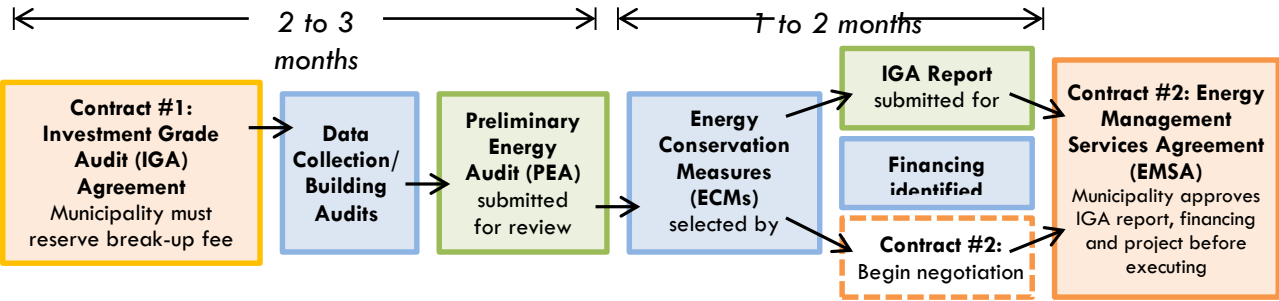 2 to 3
months
1 to 2 months
Contract #1:
Investment Grade
Audit (IGA)
Agreement
Municipality must
reserve break-up fee
Data
Collection/
Building
Audits
Preliminary
Energy
Audit (PEA)
submitted
for review
Energy
Conservation
Measures
(ECMs)
selected by
IGA Report
submitted for
Financing
identified
Contract #2:
Begin negotiation
Contract #2: Energy
Management
Services Agreement
(EMSA)
Municipality approves
IGA report, financing
and project before
executing